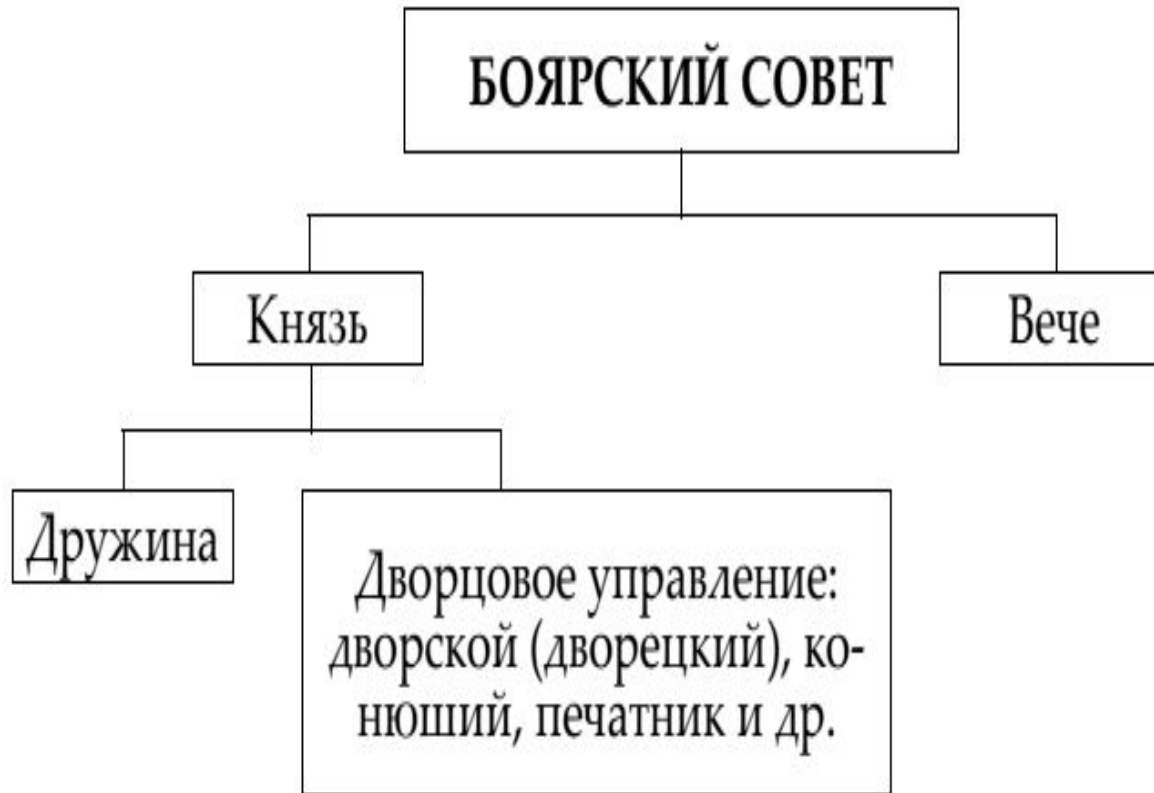 БОЯРСКИЙ СОВЕТ
Князь
Вече
Дружина
Дворцовое управление:
дворской (дворецкий), ко-
нюший, печатник и др.